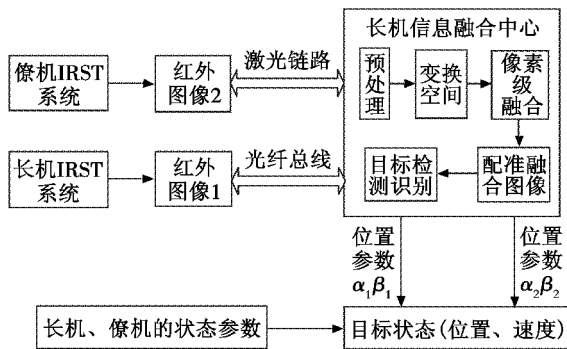 长机信息融合中心
僚机IRST
系统
红外
图像2
激光链路
预
处
理
变换
空间
像素
级
融合
长机IRST
系统
红外
图像1
光纤总线
目标检
测识别
配准融
合图像
位置
参数
α₁β₁
位置
参数
α₂β₂
长机、僚机的状态参数
目标状态(位置、速度)